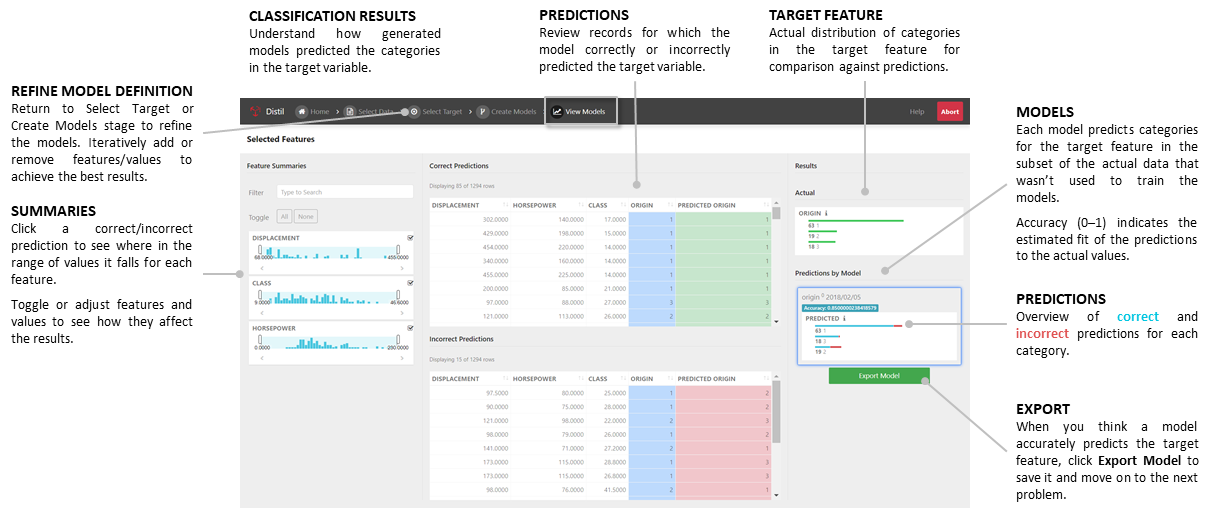 CLASSIFICATION RESULTS
Understand how generated
models predicted the categories
in the target variable.
PREDICTIONS
Review records for which the
model correctly or incorrectly
predicted the target variable.
TARGET FEATURE
Actual distribution of categories
in the target feature for
comparison against predictions.
REFINE MODEL DEFINITION
Return to Select Target or
Create Models stage to refine
the models. Iteratively add or
remove features/values to
achieve the best results.
SUMMARIES
Click a correct/incorrect
prediction to see where in the
range of values it falls for each
feature.
Toggle or adjust features and
values to see how they affect
the results.
Distil Home > Select Data > Select Target > Create Models > View Models Help Abort
Selected Features
Feature Summaries
Filter Type to Search
Toggle All None
DISPLACEMENT
68.0000 455.0000
CLASS
9.0000 46.6000
HORSEPOWER
0.0000 230.0000
Correct Predictions
Displaying 85 of 1294 rows
DISPLACEMENT HORSEPOWER CLASS ORIGIN PREDICTED ORIGIN
302.0000 140.0000 17.0000 1 1
429.0000 198.0000 15.0000 1 1
454.0000 220.0000 14.0000 1 1
340.0000 160.0000 14.0000 1 1
455.0000 225.0000 14.0000 1 1
200.0000 85.0000 21.0000 1 1
97.0000 88.0000 27.0000 3 3
121.0000 113.0000 26.0000 2 2
Incorrect Predictions
Displaying 15 of 1294 rows
DISPLACEMENT HORSEPOWER CLASS ORIGIN PREDICTED ORIGIN
97.5000 80.0000 25.0000 1 2
90.0000 75.0000 28.0000 1 2
121.0000 98.0000 22.0000 2 3
98.0000 79.0000 26.0000 1 2
141.0000 71.0000 27.2000 2 1
173.0000 115.0000 28.8000 1 3
173.0000 115.0000 26.8000 1 3
98.0000 76.0000 41.5000 2 1
Results
Actual
ORIGIN
63 1
19 2
18 3
Predictions by Model
origin 2018/02/05
Accuracy: 0.8500000238418579
PREDICTED
63 1
18 3
19 2
Export Model
MODELS
Each model predicts categories
for the target feature in the
subset of the actual data that
wasn’t used to train the
models.
Accuracy (0–1) indicates the
estimated fit of the predictions
to the actual values.
PREDICTIONS
Overview of correct and
incorrect predictions for each
category.
EXPORT
When you think a model
accurately predicts the target
feature, click Export Model to
save it and move on to the next
problem.